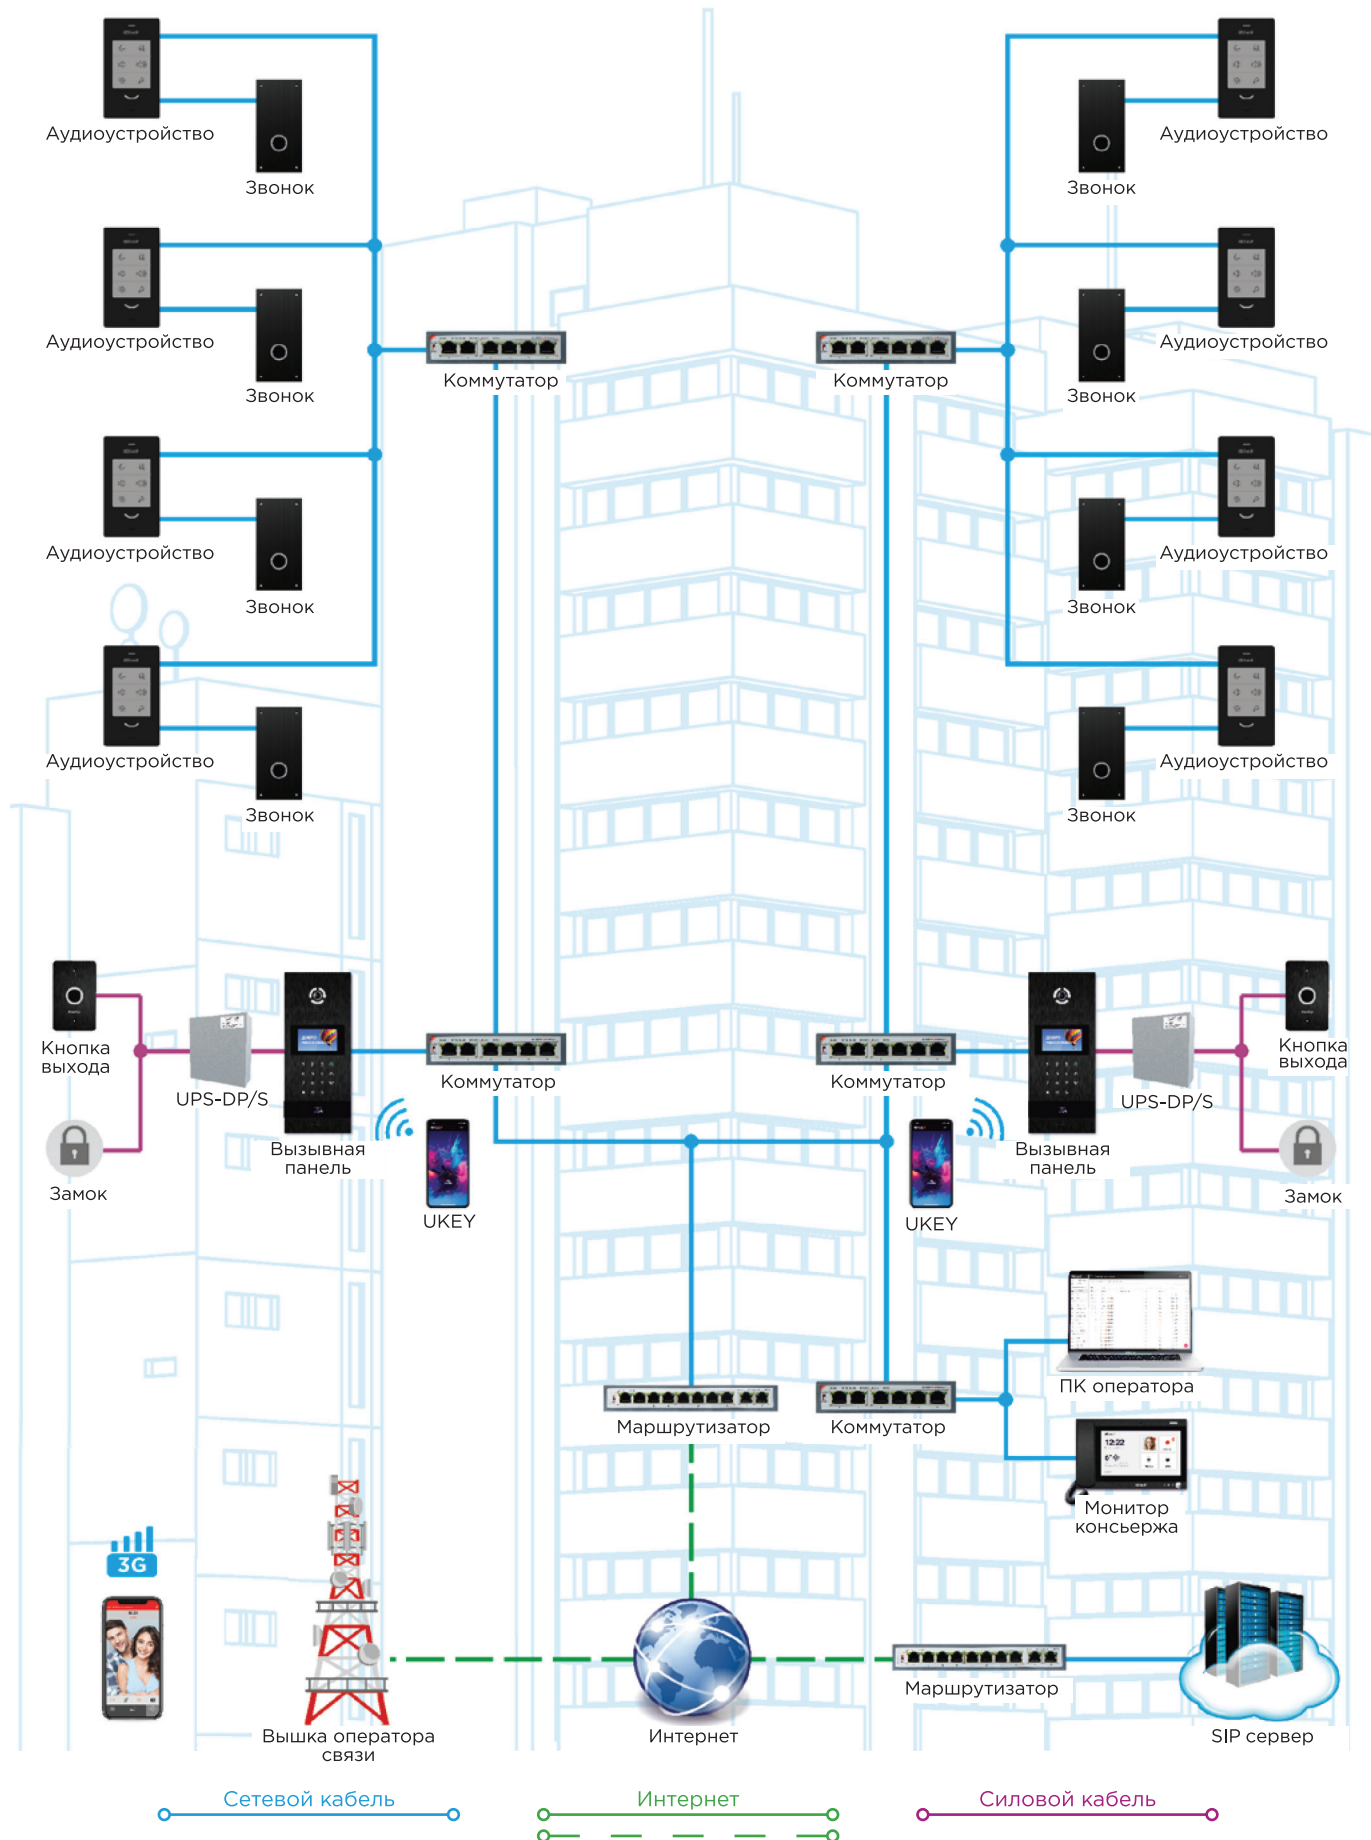 Аудиоустройство
Звонок
Аудиоустройство
Звонок
Аудиоустройство
Звонок
Аудиоустройство
Звонок
Коммутатор
Коммутатор
Аудиоустройство
Звонок
Аудиоустройство
Звонок
Аудиоустройство
Звонок
Аудиоустройство
Звонок
Кнопка
выхода
UPS-DP/S
Замок
Вызывная
панель
Коммутатор
UKEY
Коммутатор
UKEY
Вызывная
панель
UPS-DP/S
Кнопка
выхода
Замок
ПК оператора
Маршрутизатор
Коммутатор
12:22
Монитор
консьержа
3G
Вышка оператора
связи
Интернет
Маршрутизатор
SIP сервер
Сетевой кабель
Интернет
Силовой кабель